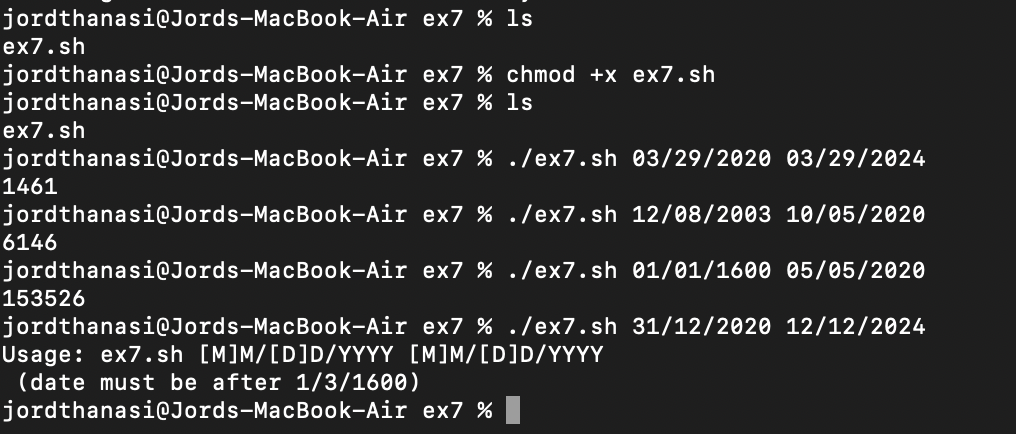 jordthanasi@Jords-MacBook-Air ex7 % ls
ex7.sh
jordthanasi@Jords-MacBook-Air ex7 % chmod +x ex7.sh
jordthanasi@Jords-MacBook-Air ex7 % ls
ex7.sh
jordthanasi@Jords-MacBook-Air ex7 % ./ex7.sh 03/29/2020 03/29/2024
1461
jordthanasi@Jords-MacBook-Air ex7 % ./ex7.sh 12/08/2003 10/05/2020
6146
jordthanasi@Jords-MacBook-Air ex7 % ./ex7.sh 01/01/1600 05/05/2020
153526
jordthanasi@Jords-MacBook-Air ex7 % ./ex7.sh 31/12/2020 12/12/2024
Usage: ex7.sh [M]M/[D]D/YYYY [M]M/[D]D/YYYY
 (date must be after 1/3/1600)
jordthanasi@Jords-MacBook-Air ex7 %